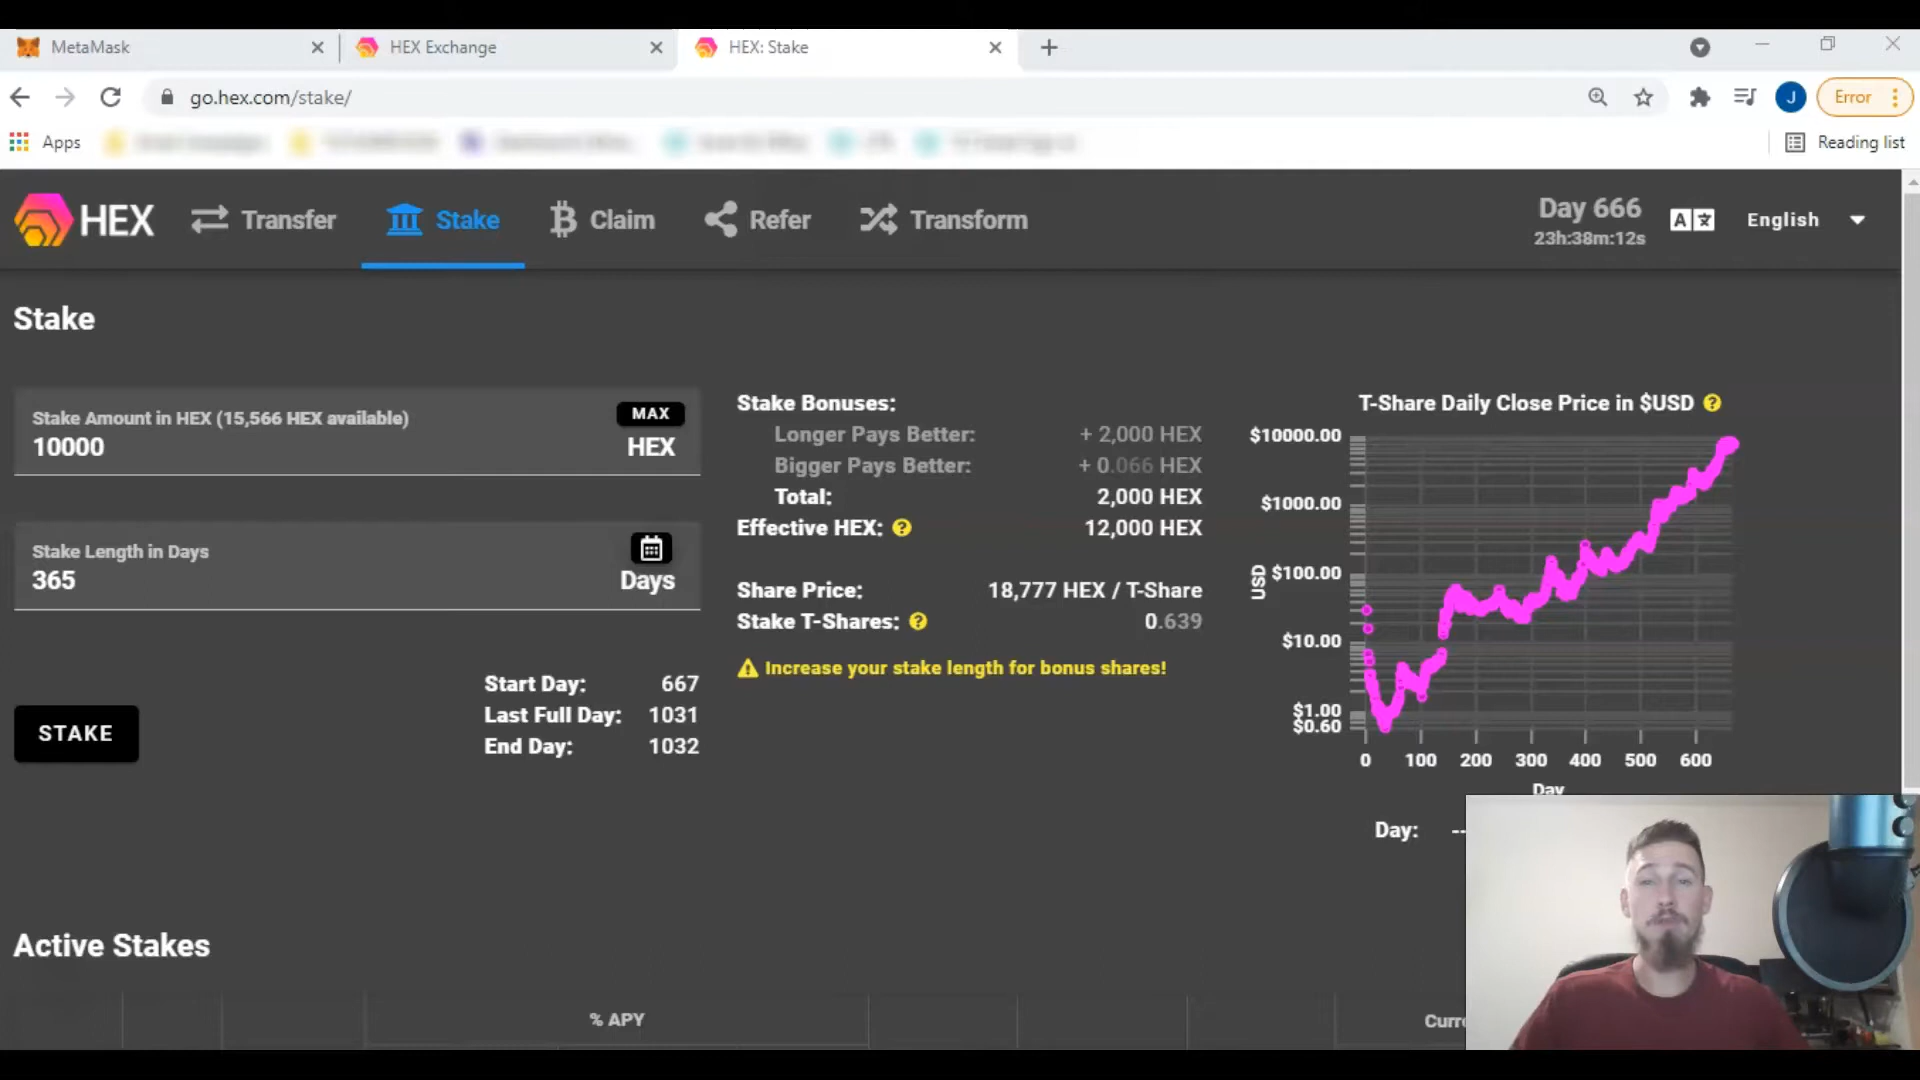 MetaMask
HEX Exchange
HEX: Stake
go.hex.com/stake/
J
Error
Apps
Reading list
HEX
Transfer
Stake
Claim
Refer
Transform
Day 666
23h:38m:12s
English
Stake
Stake Amount in HEX (15,566 HEX available)
MAX
10000
HEX
Stake Length in Days
365
Days
Start Day: 667
Last Full Day: 1031
End Day: 1032
STAKE
Stake Bonuses:
Longer Pays Better: + 2,000 HEX
Bigger Pays Better: + 0.066 HEX
Total: 2,000 HEX
Effective HEX: ? 12,000 HEX
Share Price: 18,777 HEX / T-Share
Stake T-Shares: ? 0.639
Increase your stake length for bonus shares!
T-Share Daily Close Price in $USD ?
$10000.00
$1000.00
$100.00
$10.00
$1.00
$0.60
USD
0 100 200 300 400 500 600
Day
Day: --
Active Stakes
% APY
Curre